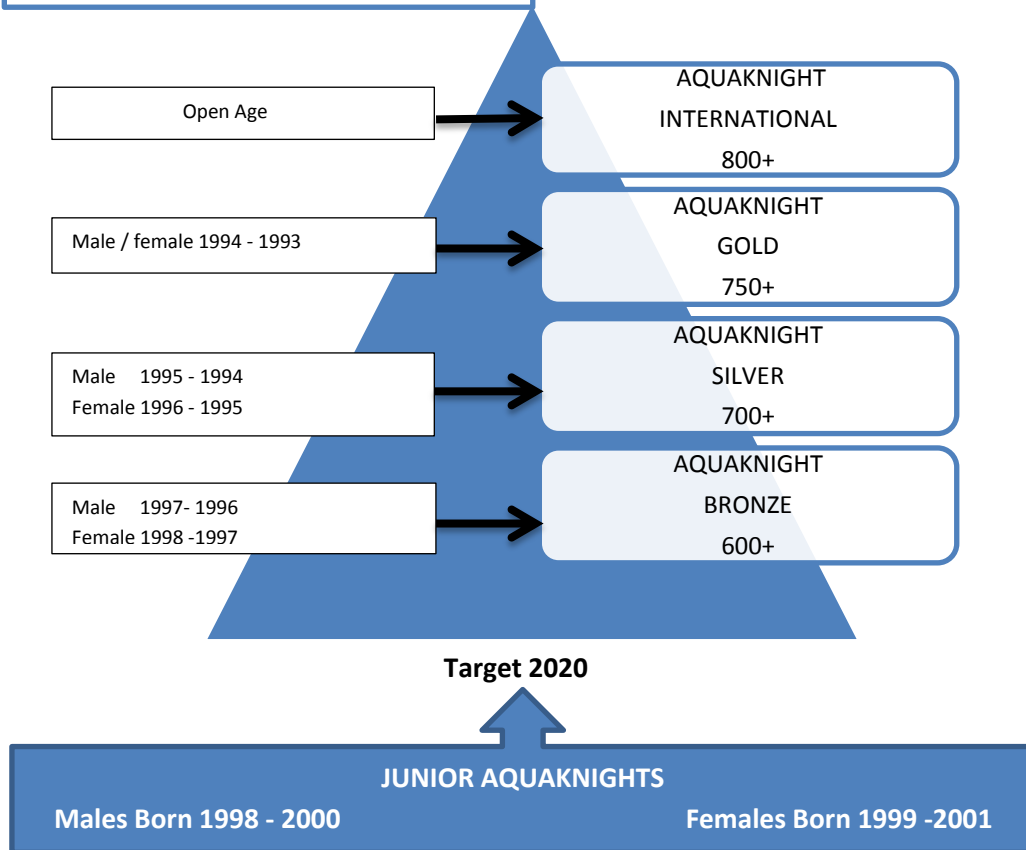 Open Age
AQUAKNIGHT
INTERNATIONAL
800+
Male / female 1994 - 1993
AQUAKNIGHT
GOLD
750+
Male 1995 - 1994
Female 1996 - 1995
AQUAKNIGHT
SILVER
700+
Male 1997- 1996
Female 1998 -1997
AQUAKNIGHT
BRONZE
600+
Target 2020
JUNIOR AQUAKNIGHTS
Males Born 1998 - 2000
Females Born 1999 -2001